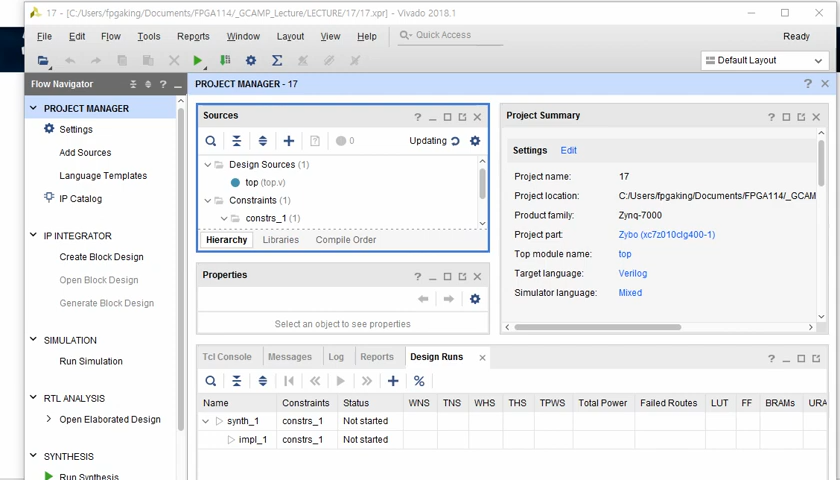 17 - [C:/Users/fpgaking/Documents/FPGA114/_GCAMP_Lecture/LECTURE/17/17.xpr] - Vivado 2018.1
File Edit Flow Tools Reports Window Layout View Help Quick Access Ready
Default Layout
Flow Navigator
PROJECT MANAGER
Settings
Add Sources
Language Templates
IP Catalog
IP INTEGRATOR
Create Block Design
Open Block Design
Generate Block Design
SIMULATION
Run Simulation
RTL ANALYSIS
Open Elaborated Design
SYNTHESIS
Run Synthesis
PROJECT MANAGER - 17
Sources
0 Updating
Design Sources (1)
top (top.v)
Constraints (1)
constrs_1 (1)
Hierarchy Libraries Compile Order
Properties
Select an object to see properties
Project Summary
Settings Edit
Project name: 17
Project location: C:/Users/fpgaking/Documents/FPGA114/_GCAM
Product family: Zynq-7000
Project part: Zybo (xc7z010clg400-1)
Top module name: top
Target language: Verilog
Simulator language: Mixed
Tcl Console Messages Log Reports Design Runs
Name Constraints Status WNS TNS WHS THS TPWS Total Power Failed Routes LUT FF BRAMs URA
synth_1 constrs_1 Not started
impl_1 constrs_1 Not started